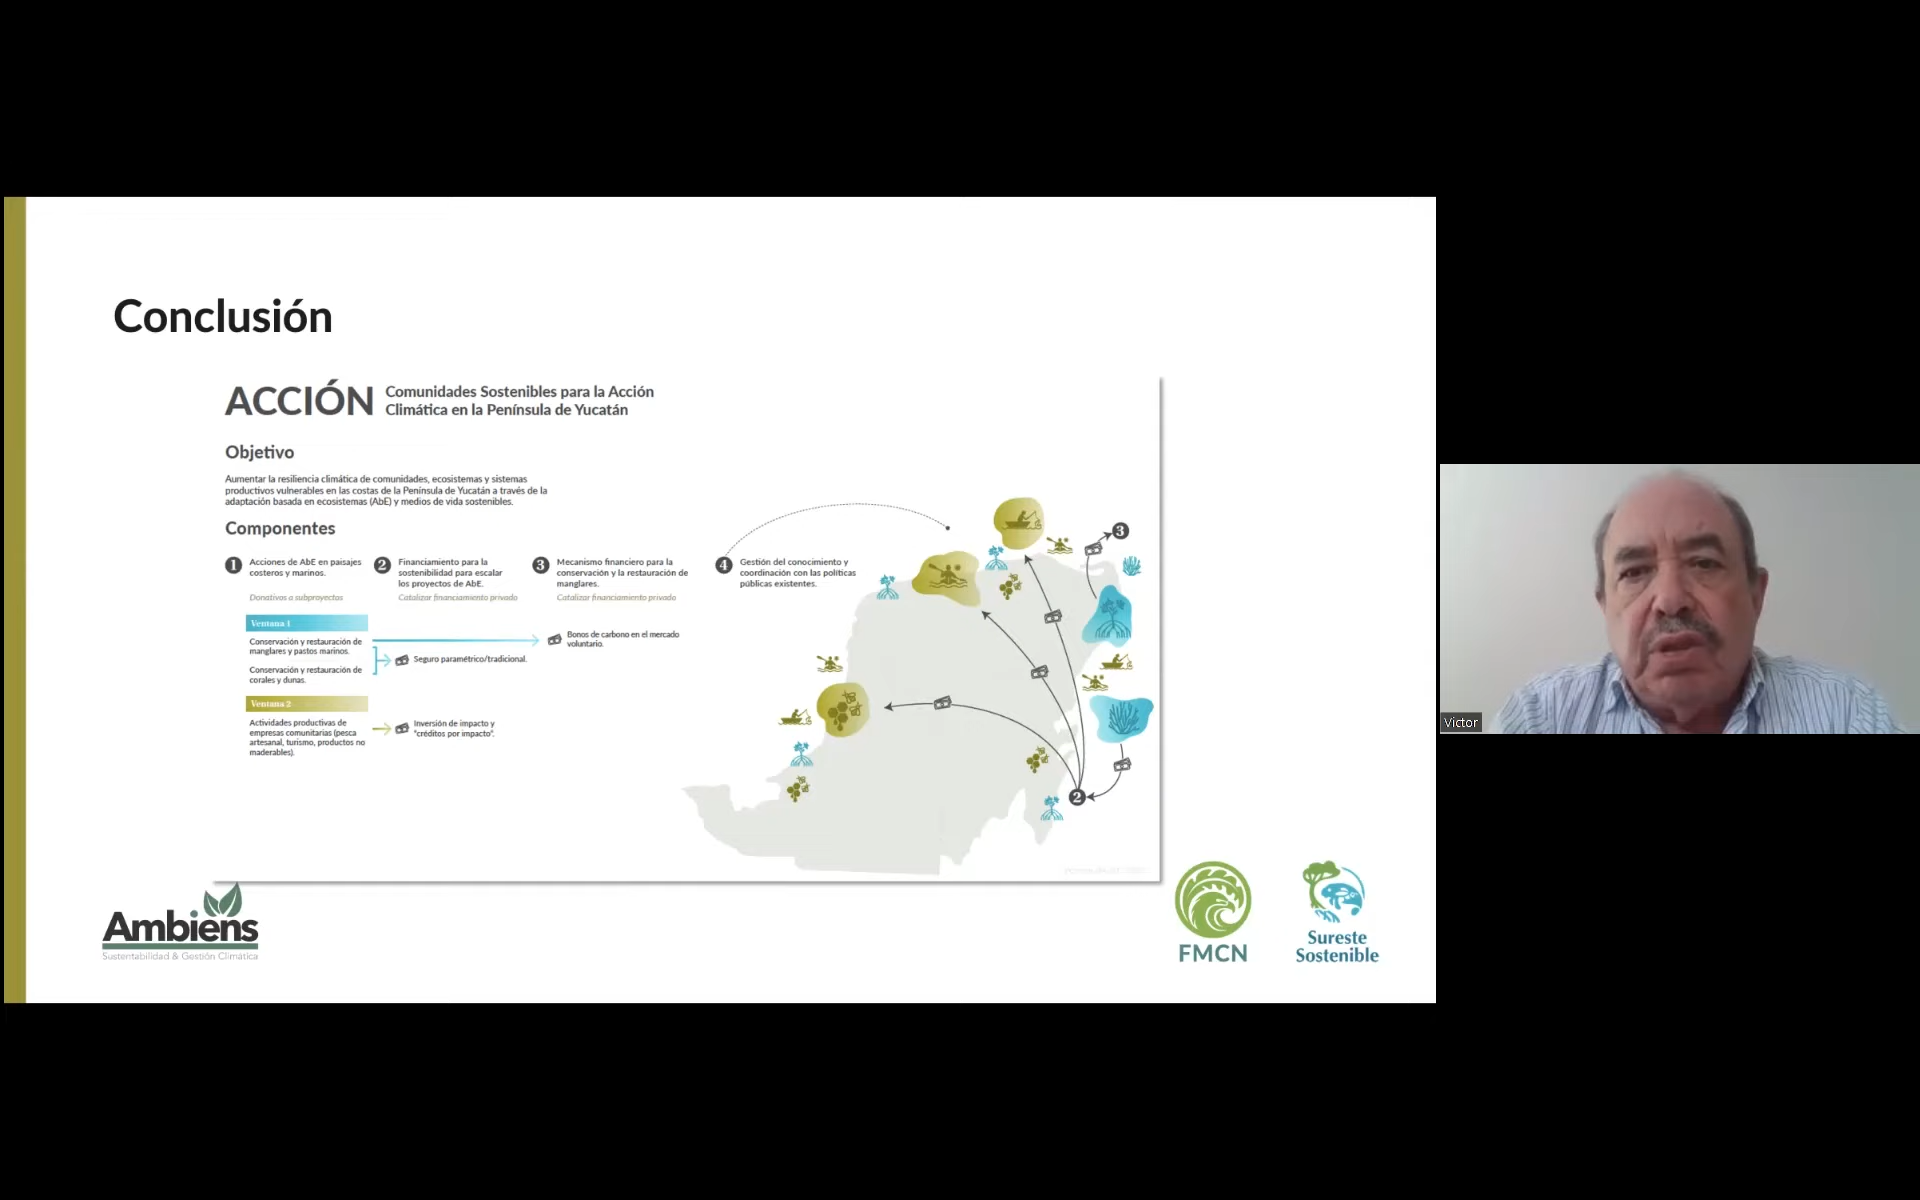 Conclusión
ACCIÓN
Comunidades Sostenibles para la Acción
Climática en la Península de Yucatán
Objetivo
Aumentar la resiliencia climática de comunidades, ecosistemas y sistemas
productivos vulnerables en las costas de la Península de Yucatán a través de la
adaptación basada en ecosistemas (AbE) y medios de vida sostenibles.
Componentes
1
Acciones de AbE en paisajes
costeros y marinos.
Donativos a subproyectos
2
Financiamiento para la
sostenibilidad para escalar
los proyectos de AbE.
Catalizar financiamiento privado
3
Mecanismo financiero para la
conservación y la restauración de
manglares.
Catalizar financiamiento privado
4
Gestión del conocimiento y
coordinación con las políticas
públicas existentes.
Ventana 1
Conservación y restauración de
manglares y pastos marinos.
Conservación y restauración de
corales y dunas.
Bonos de carbono en el mercado
voluntario.
Seguro paramétrico/tradicional.
Ventana 2
Actividades productivas de
empresas comunitarias (pesca
artesanal, turismo, productos no
maderables).
Inversión de impacto y
"créditos por impacto".
3
2
Ambiens
Sustentabilidad & Gestión Climática
FMCN
Sureste
Sostenible
Victor